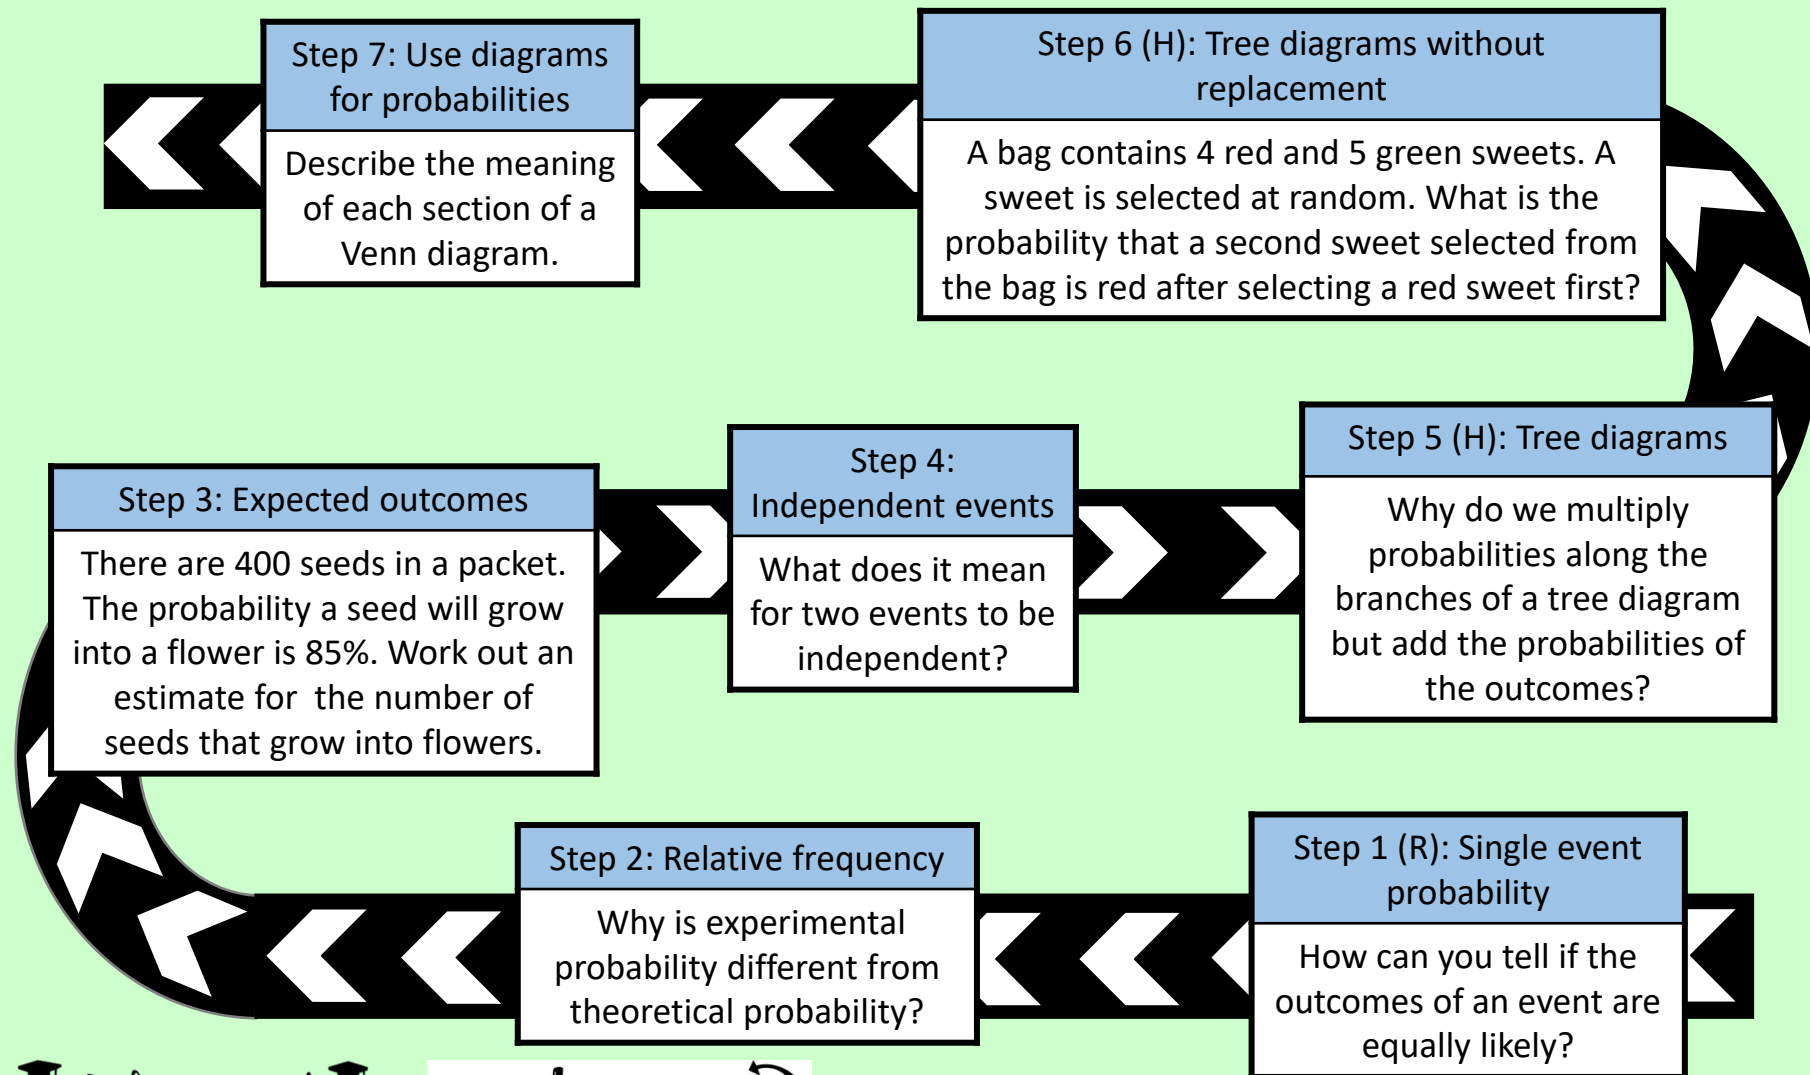 Step 7: Use diagrams
for probabilities
Describe the meaning
of each section of a
Venn diagram.
Step 6 (H): Tree diagrams without
replacement
A bag contains 4 red and 5 green sweets. A
sweet is selected at random. What is the
probability that a second sweet selected from
the bag is red after selecting a red sweet first?
Step 3: Expected outcomes
There are 400 seeds in a packet.
The probability a seed will grow
into a flower is 85%. Work out an
estimate for the number of
seeds that grow into flowers.
Step 4:
Independent events
What does it mean
for two events to be
independent?
Step 5 (H): Tree diagrams
Why do we multiply
probabilities along the
branches of a tree diagram
but add the probabilities of
the outcomes?
Step 2: Relative frequency
Why is experimental
probability different from
theoretical probability?
Step 1 (R): Single event
probability
How can you tell if the
outcomes of an event are
equally likely?